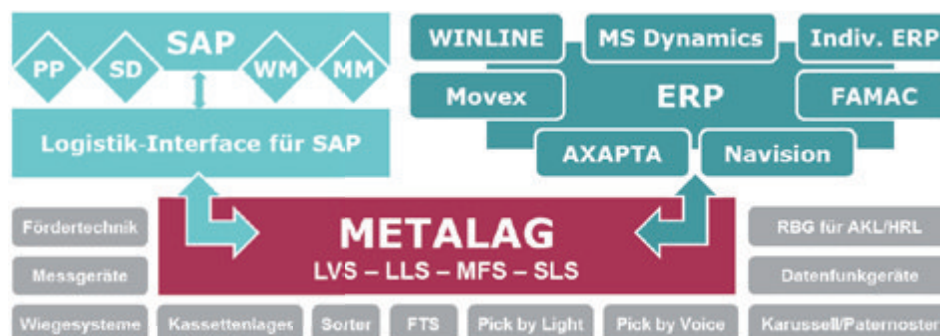 SAP
PP
SD
WM
MM
Logistik-Interface für SAP
WINLINE
MS Dynamics
Indiv. ERP
Movex
ERP
FAMAC
AXAPTA
Navision
METALAG
LVS – LLS – MFS – SLS
Fördertechnik
Messgeräte
RBG für AKL/HRL
Datenfunkgeräte
Wiegesysteme
Kassettenlager
Sorter
FTS
Pick by Light
Pick by Voice
Karussell/Paternoster